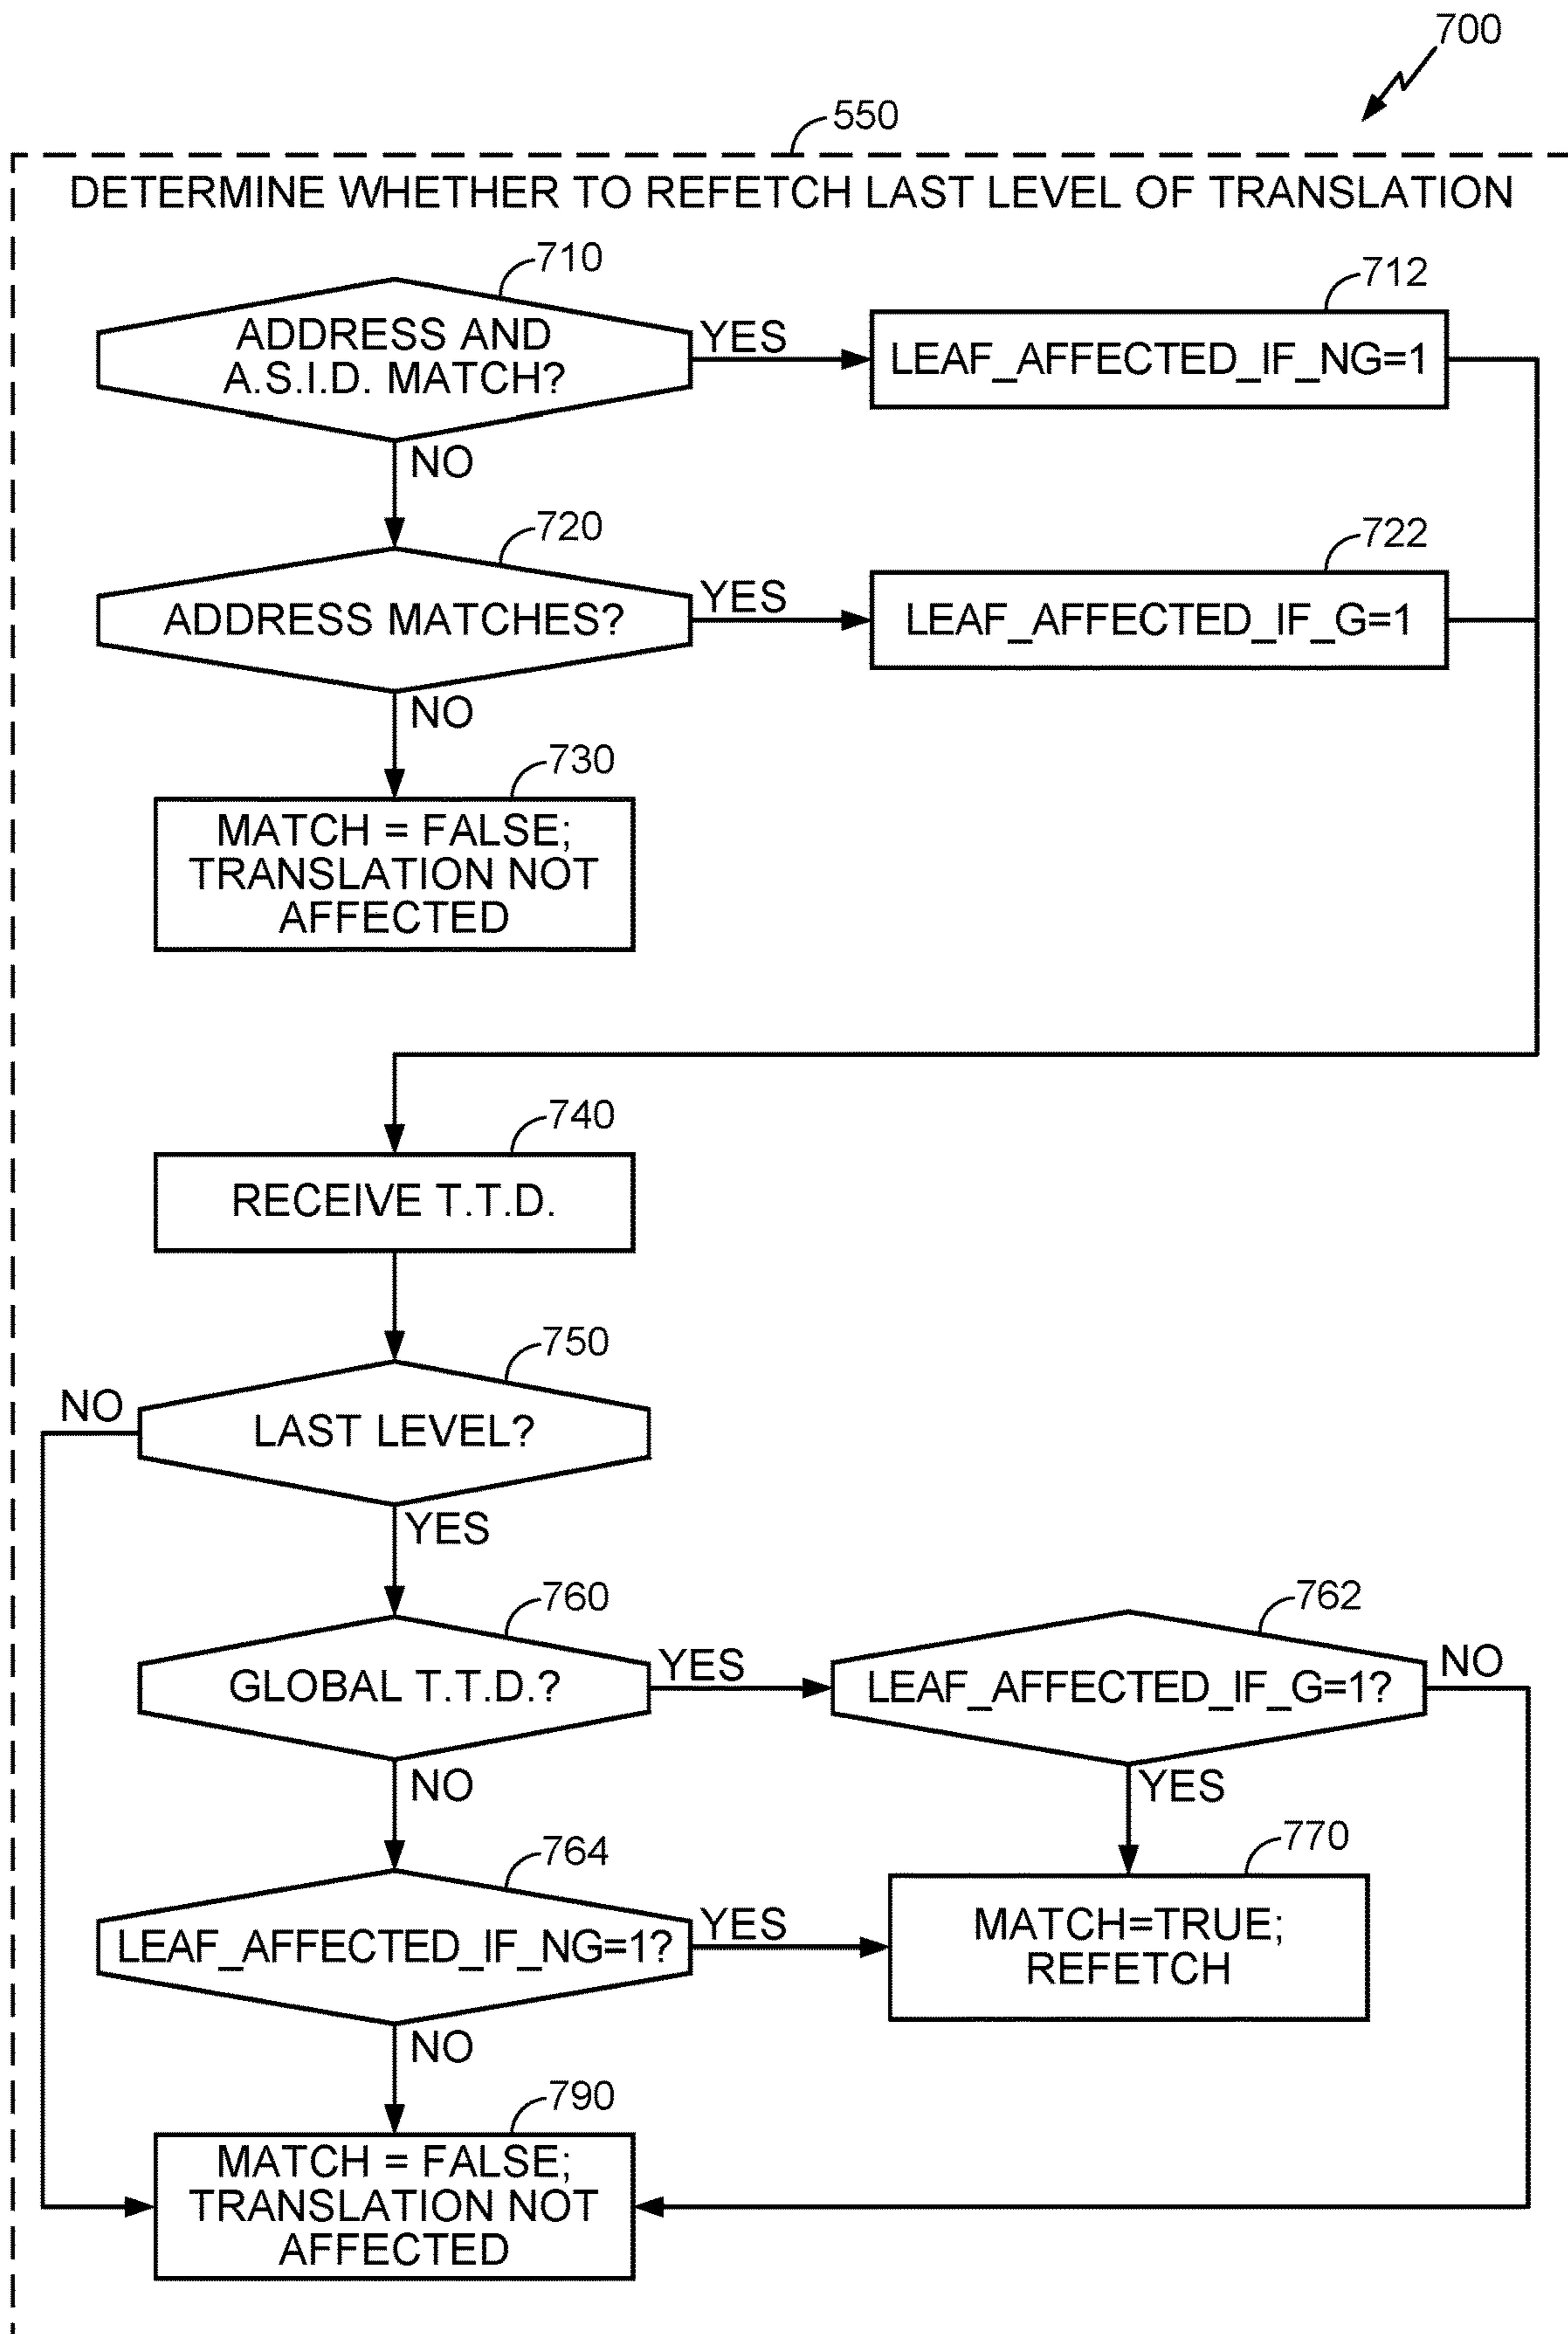 700
550
DETERMINE WHETHER TO REFETCH LAST LEVEL OF TRANSLATION
710
ADDRESS AND
A.S.I.D. MATCH?
YES
712
LEAF_AFFECTED_IF_NG=1
NO
720
ADDRESS MATCHES?
YES
722
LEAF_AFFECTED_IF_G=1
NO
730
MATCH = FALSE;
TRANSLATION NOT
AFFECTED
740
RECEIVE T.T.D.
750
NO
LAST LEVEL?
YES
760
GLOBAL T.T.D.?
YES
762
LEAF_AFFECTED_IF_G=1?
NO
NO
YES
764
LEAF_AFFECTED_IF_NG=1?
YES
770
MATCH=TRUE;
REFETCH
NO
790
MATCH = FALSE;
TRANSLATION NOT
AFFECTED